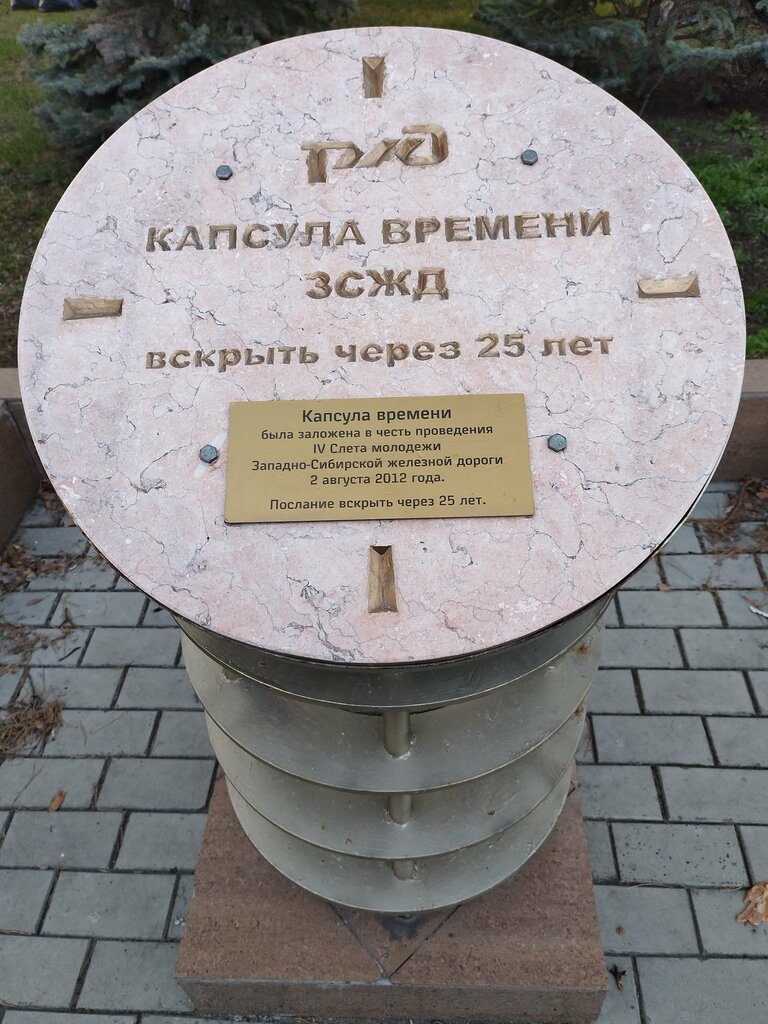 РЖД
КАПСУЛА ВРЕМЕНИ
ЗСЖД
вскрыть через 25 лет
Капсула времени
была заложена в честь проведения
IV Слета молодежи
Западно-Сибирской железной дороги
2 августа 2012 года.
Послание вскрыть через 25 лет.